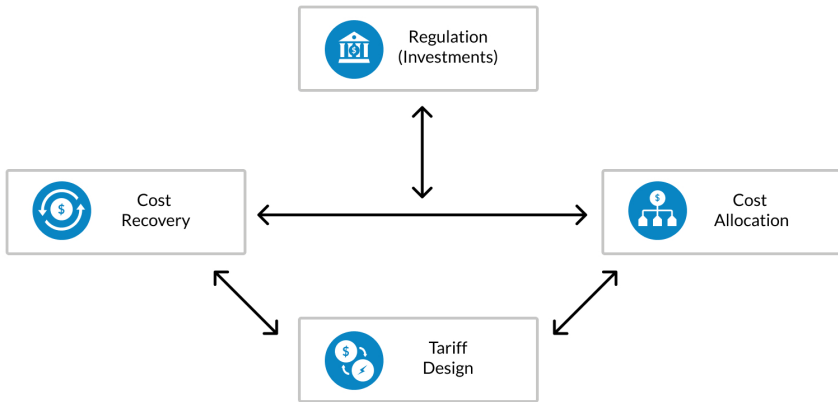 Regulation
(Investments)
Cost
Recovery
Cost
Allocation
Tariff
Design